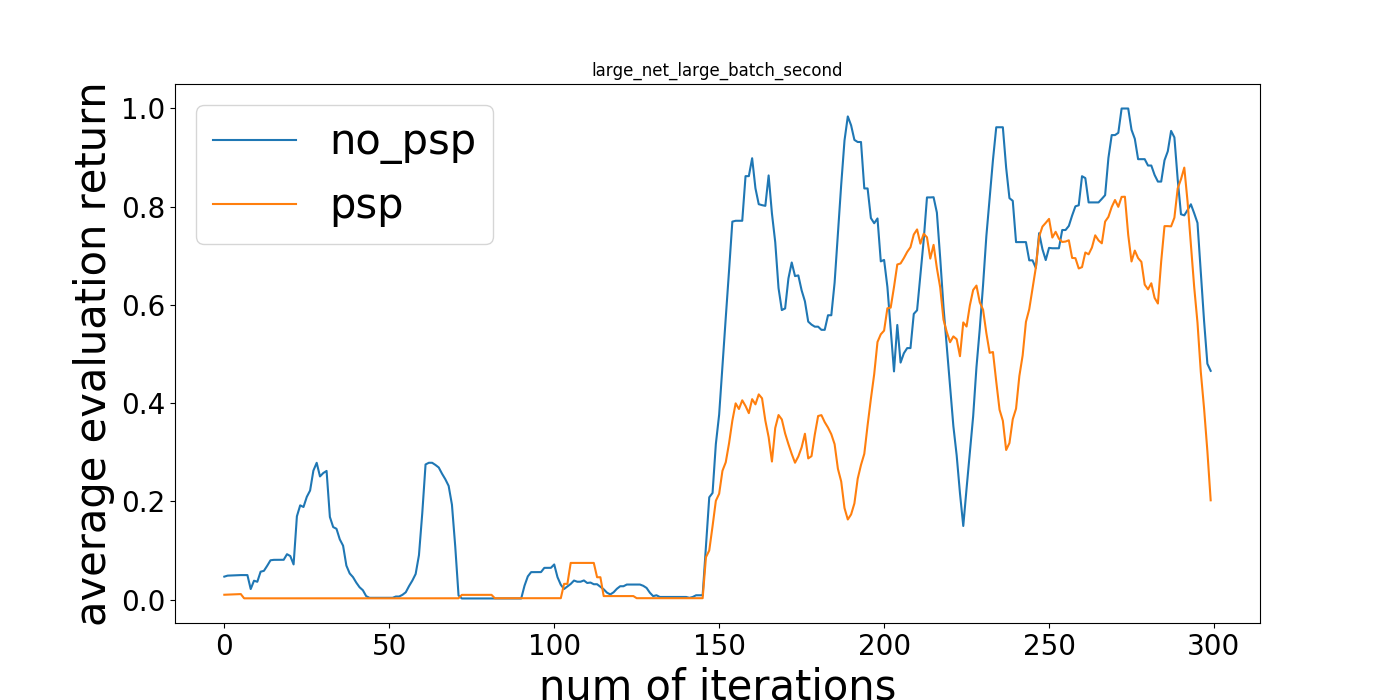 large_net_large_batch_second
average evaluation return
1.0
0.8
0.6
0.4
0.2
0.0
no_psp
psp
0 50 100 150 200 250 300
num of iterations